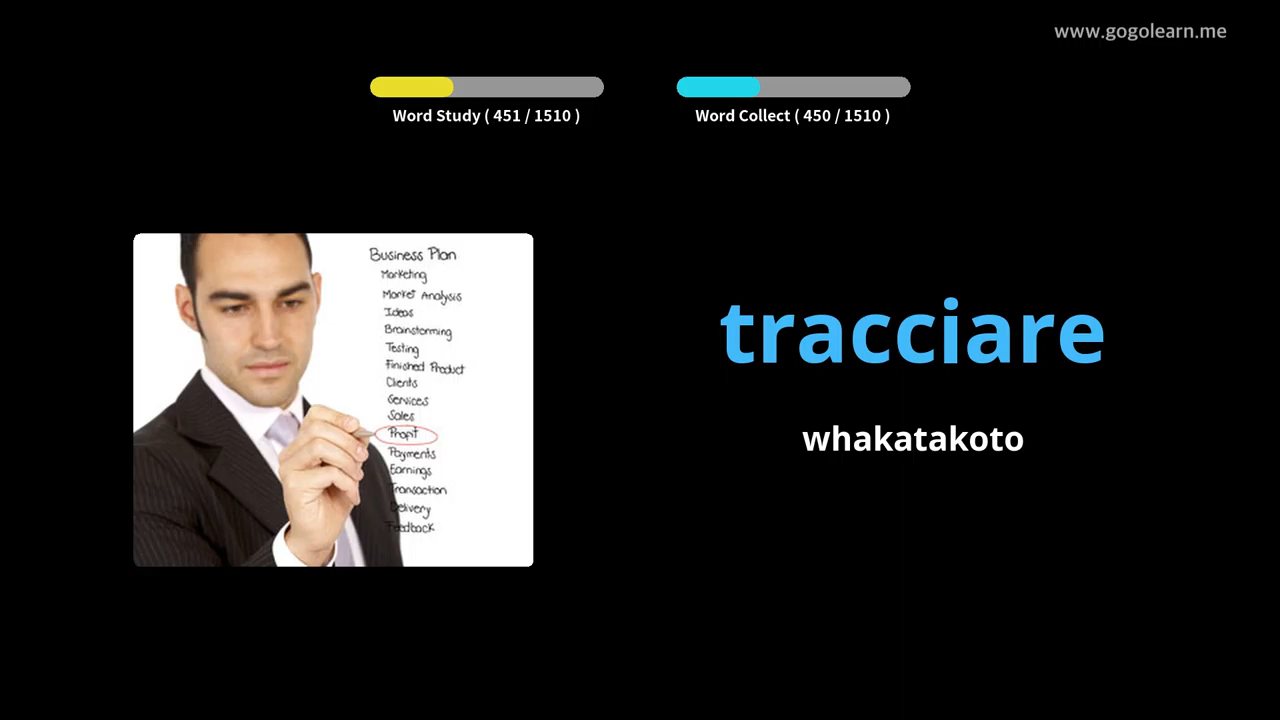 www.gogolearn.me
Word Study ( 451 / 1510 )
Word Collect ( 450 / 1510 )
Business Plan
Marketing
Market Analysis
Ideas
Brainstorming
Testing
Finished Product
Clients
Services
Sales
Profit
Payments
Earnings
Transaction
Delivery
Feedback
tracciare
whakatakoto